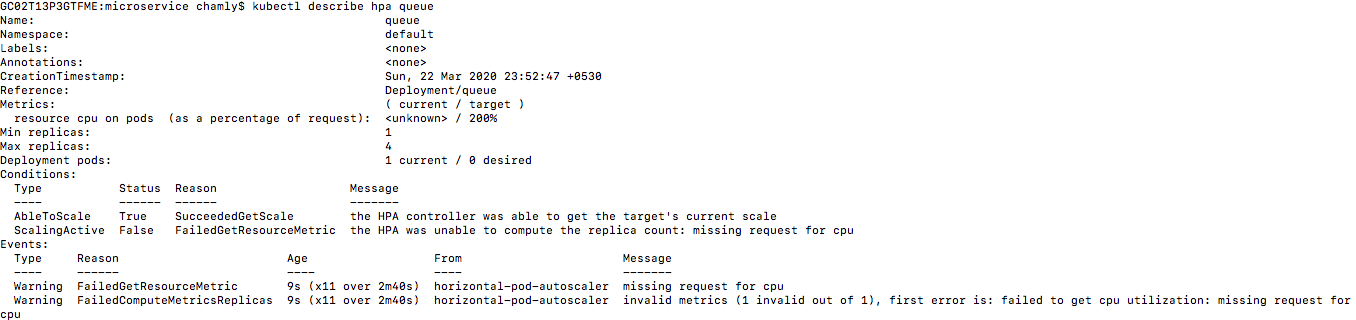 GC02T13P3GTFME:microservice chamly$ kubectl describe hpa queue
Name: queue
Namespace: default
Labels: <none>
Annotations: <none>
CreationTimestamp: Sun, 22 Mar 2020 23:52:47 +0530
Reference: Deployment/queue
Metrics: ( current / target )
  resource cpu on pods  (as a percentage of request): <unknown> / 200%
Min replicas: 1
Max replicas: 4
Deployment pods: 1 current / 0 desired
Conditions:
  Type           Status  Reason                   Message
  ----           ------  ------                   -------
  AbleToScale    True    SucceededGetScale        the HPA controller was able to get the target's current scale
  ScalingActive  False   FailedGetResourceMetric  the HPA was unable to compute the replica count: missing request for cpu
Events:
  Type     Reason                        Age                  From                       Message
  ----     ------                        ----                 ----                       -------
  Warning  FailedGetResourceMetric       9s (x11 over 2m40s)  horizontal-pod-autoscaler  missing request for cpu
  Warning  FailedComputeMetricsReplicas  9s (x11 over 2m40s)  horizontal-pod-autoscaler  invalid metrics (1 invalid out of 1), first error is: failed to get cpu utilization: missing request for
cpu